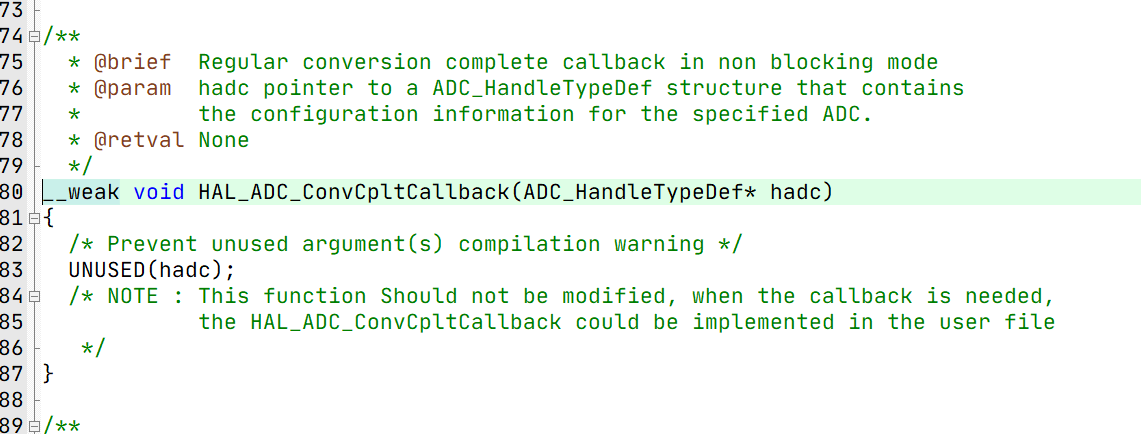 73
74 /**
75   * @brief  Regular conversion complete callback in non blocking mode
76   * @param  hadc pointer to a ADC_HandleTypeDef structure that contains
77   *         the configuration information for the specified ADC.
78   * @retval None
79   */
80 __weak void HAL_ADC_ConvCpltCallback(ADC_HandleTypeDef* hadc)
81 {
82   /* Prevent unused argument(s) compilation warning */
83   UNUSED(hadc);
84   /* NOTE : This function Should not be modified, when the callback is needed,
85             the HAL_ADC_ConvCpltCallback could be implemented in the user file
86    */
87 }
88
89 /**